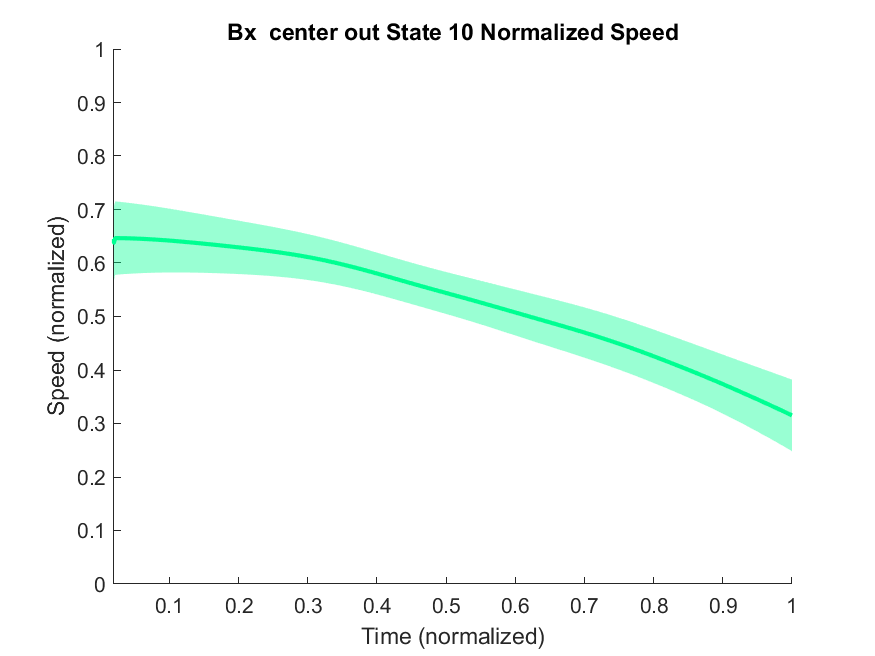 Bx  center out State 10 Normalized Speed
1
0.9
0.8
0.7
0.6
0.5
0.4
0.3
0.2
0.1
0
Speed (normalized)
0.1 0.2 0.3 0.4 0.5 0.6 0.7 0.8 0.9 1
Time (normalized)